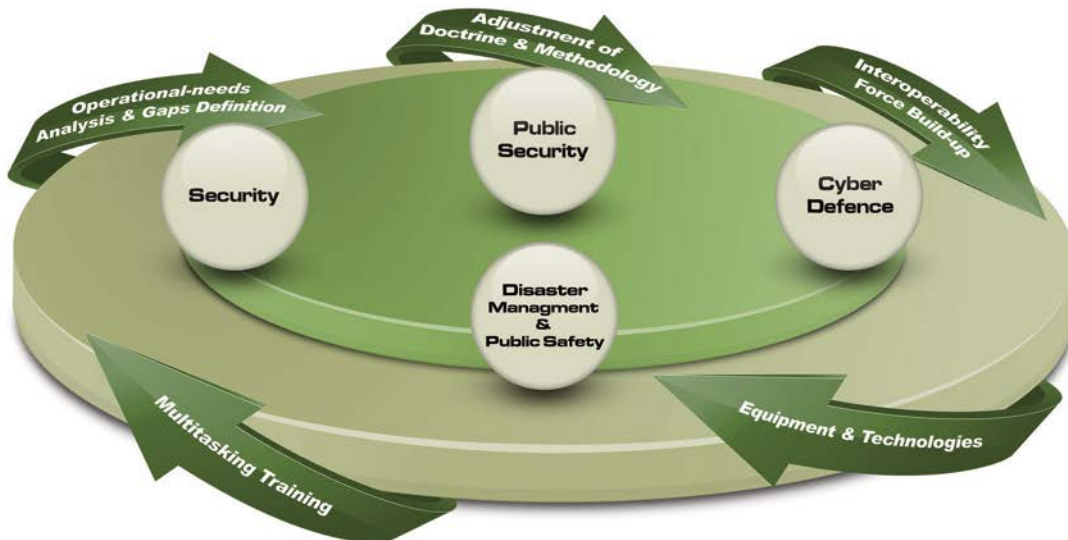 Operational-needs
Analysis & Gaps Definition
Adjustment of
Doctrine & Methodology
Interoperability
Force Build-up
Security
Public
Security
Cyber
Defence
Disaster
Managment
&
Public Safety
Equipment & Technologies
Multitasking Training